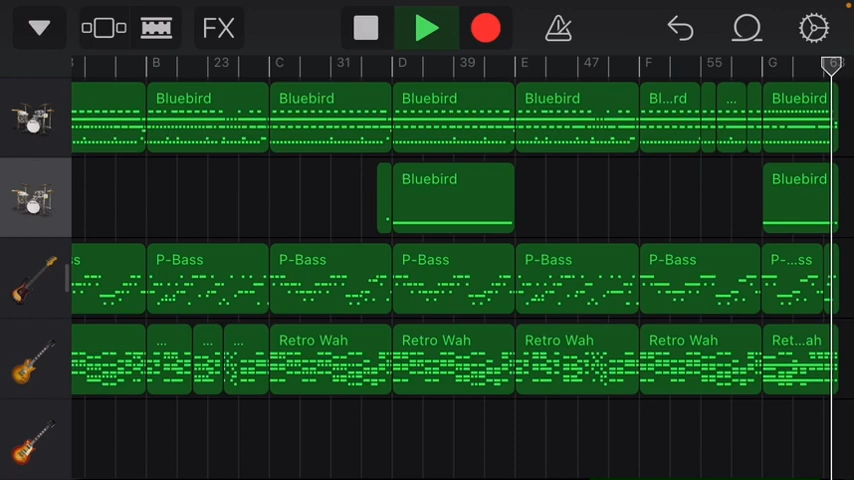 FX
B 23 C 31 D 39 E 47 F 55 G 63
Bluebird Bluebird Bluebird Bluebird Bl...rd ... Bluebird
Bluebird Bluebird
P-Bass P-Bass P-Bass P-Bass P-Bass P-...ss
... ... ... Retro Wah Retro Wah Retro Wah Retro Wah Ret...ah